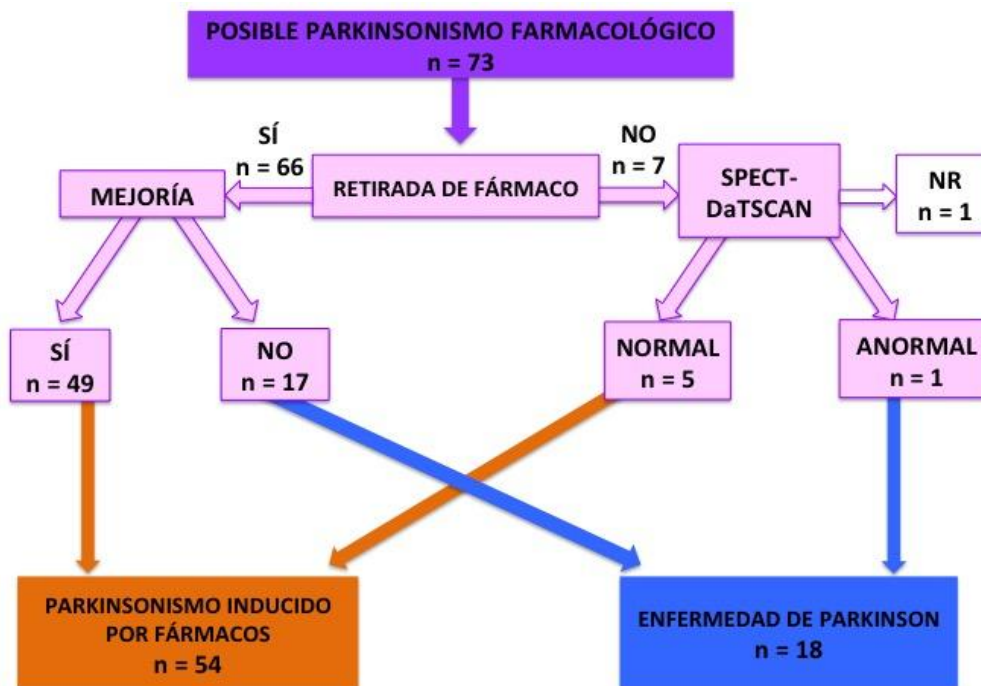 POSIBLE PARKINSONISMO FARMACOLÓGICO
n = 73
SÍ
n = 66
NO
n = 7
MEJORÍA
RETIRADA DE FÁRMACO
SPECT-
DaTSCAN
NR
n = 1
SÍ
n = 49
NO
n = 17
NORMAL
n = 5
ANORMAL
n = 1
PARKINSONISMO INDUCIDO
POR FÁRMACOS
n = 54
ENFERMEDAD DE PARKINSON
n = 18